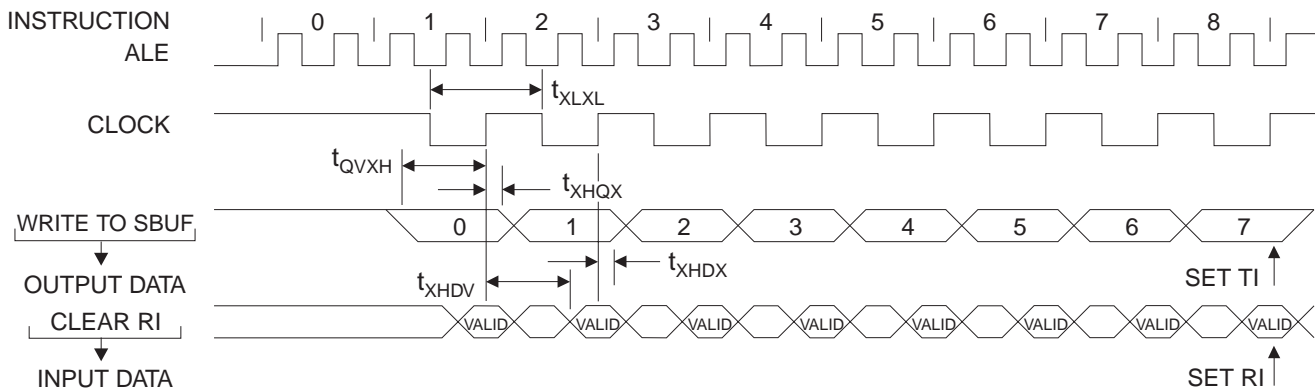 INSTRUCTION 0 1 2 3 4 5 6 7 8
ALE
tXLXL
CLOCK
tQVXH
tXHQX
WRITE TO SBUF 0 1 2 3 4 5 6 7
tXHDX
OUTPUT DATA
tXHDV
SET TI
CLEAR RI VALID VALID VALID VALID VALID VALID VALID VALID
INPUT DATA
SET RI